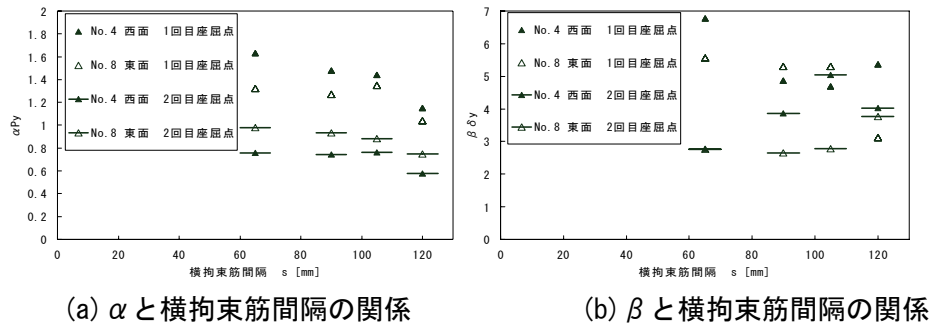 2
1.8
1.6
1.4
1.2
1
0.8
0.6
0.4
0.2
0
αPy
No.4 西面 1回目座屈点
No.8 東面 1回目座屈点
No.4 西面 2回目座屈点
No.8 東面 2回目座屈点
0 20 40 60 80 100 120
横拘束筋間隔 s [mm]
(a) αと横拘束筋間隔の関係
7
6
5
4
3
2
1
0
βδy
No.4 西面 1回目座屈点
No.8 東面 1回目座屈点
No.4 西面 2回目座屈点
No.8 東面 2回目座屈点
0 20 40 60 80 100 120
横拘束筋間隔 s [mm]
(b) βと横拘束筋間隔の関係